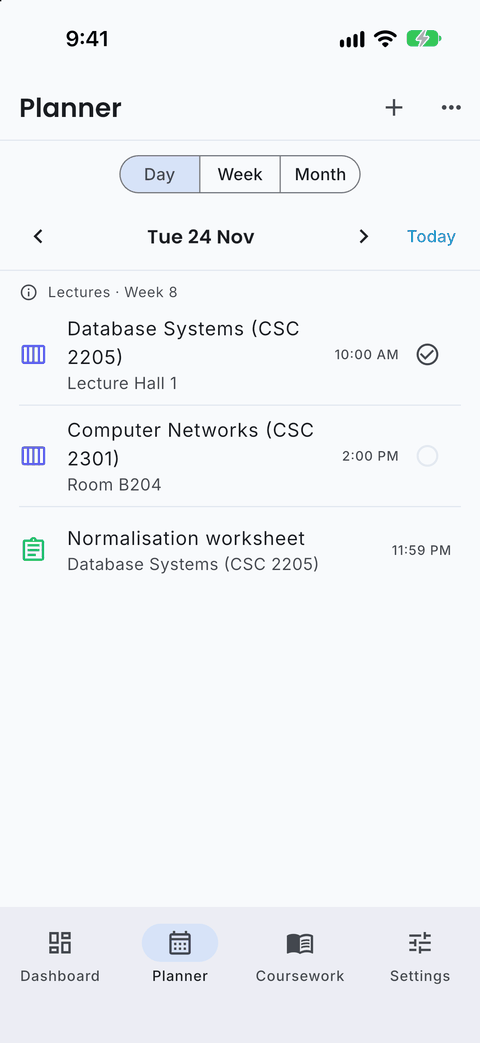 9:41
Planner
Day Week Month
Tue 24 Nov Today
Lectures · Week 8
Database Systems (CSC
2205)
Lecture Hall 1
10:00 AM
Computer Networks (CSC
2301)
Room B204
2:00 PM
Normalisation worksheet
Database Systems (CSC 2205)
11:59 PM
Dashboard Planner Coursework Settings